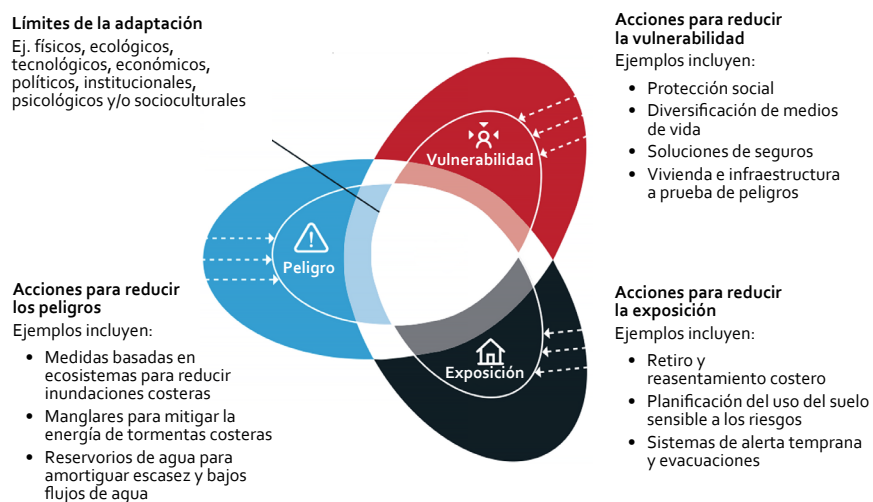 Límites de la adaptación
Ej. físicos, ecológicos,
tecnológicos, económicos,
políticos, institucionales,
psicológicos y/o socioculturales
Acciones para reducir
la vulnerabilidad
Ejemplos incluyen:
• Protección social
• Diversificación de medios
de vida
• Soluciones de seguros
• Vivienda e infraestructura
a prueba de peligros
Vulnerabilidad
Peligro
Exposición
Acciones para reducir
los peligros
Ejemplos incluyen:
• Medidas basadas en
ecosistemas para reducir
inundaciones costeras
• Manglares para mitigar la
energía de tormentas costeras
• Reservorios de agua para
amortiguar escasez y bajos
flujos de agua
Acciones para reducir
la exposición
Ejemplos incluyen:
• Retiro y
reasentamiento costero
• Planificación del uso del suelo
sensible a los riesgos
• Sistemas de alerta temprana
y evacuaciones